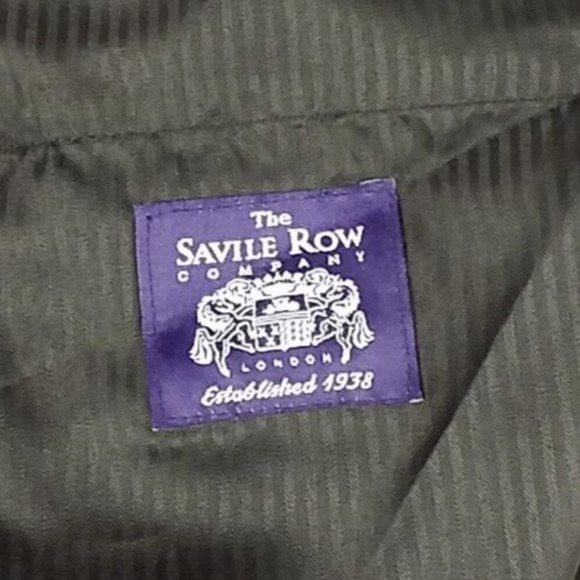 The
SAVILE ROW
COMPANY
LONDON
Established 1938